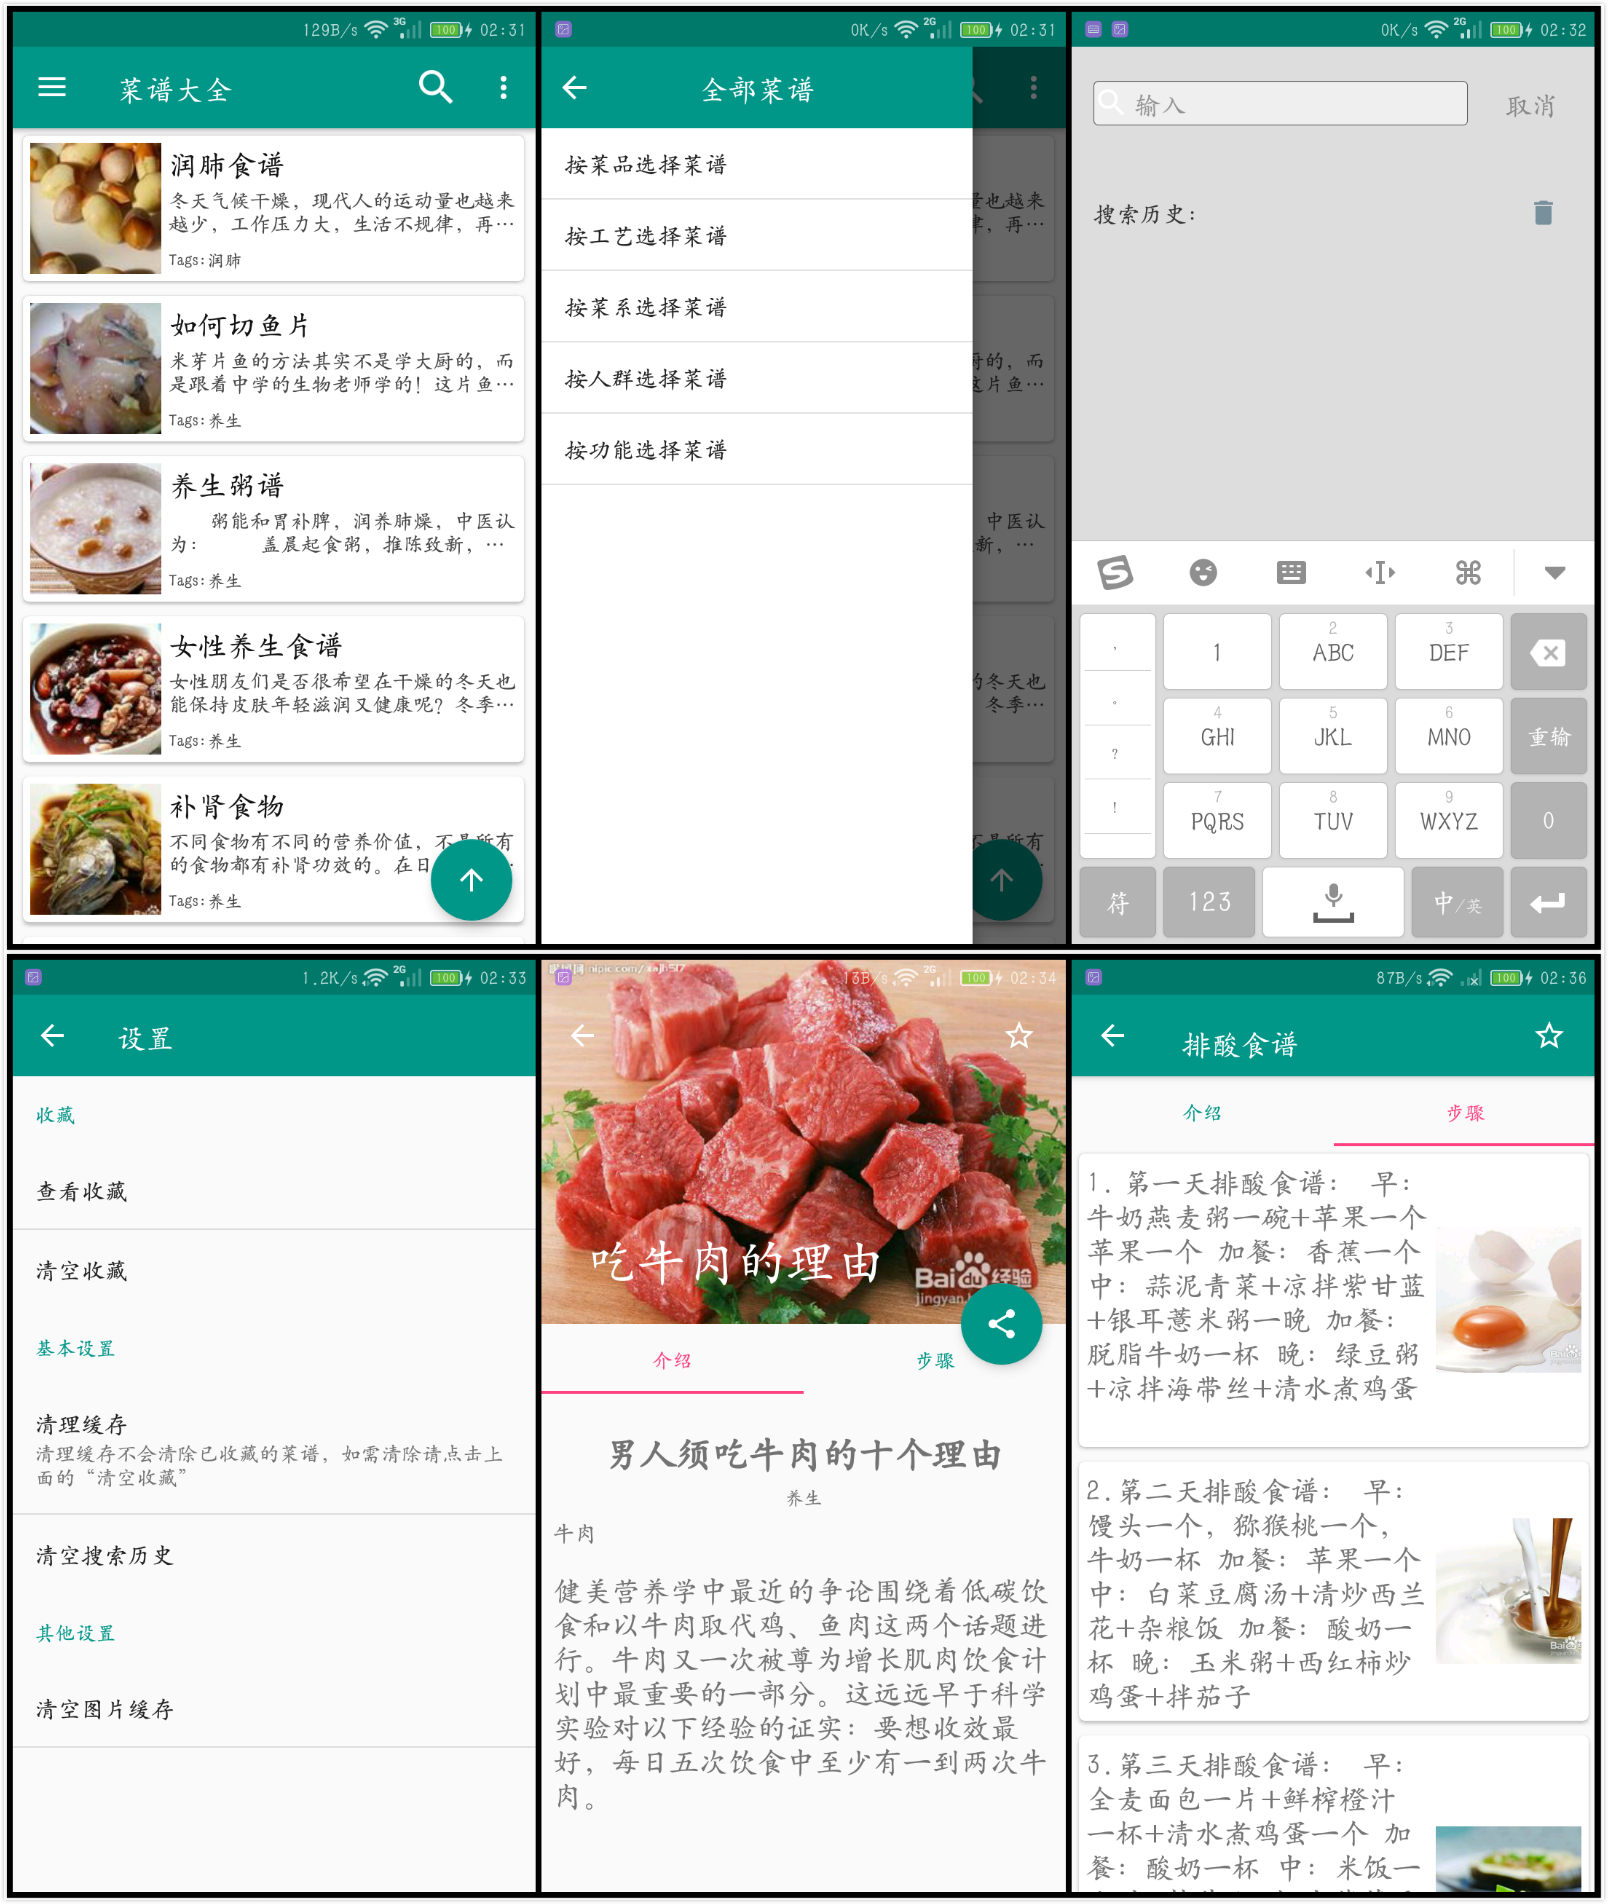 129B/s 3G 100 02:31
菜谱大全
润肺食谱
冬天气候干燥，现代人的运动量也越来
越少，工作压力大，生活不规律，再…
Tags:润肺
如何切鱼片
米芽片鱼的方法其实不是学大厨的，而
是跟着中学的生物老师学的！这片鱼…
Tags:养生
养生粥谱
粥能和胃补脾，润养肺燥，中医认
为： 盖晨起食粥，推陈致新，…
Tags:养生
女性养生食谱
女性朋友们是否很希望在干燥的冬天也
能保持皮肤年轻滋润又健康呢？冬季…
Tags:养生
补肾食物
不同食物有不同的营养价值，不是所有
的食物都有补肾功效的。在日
Tags:养生
0K/s 2G 100 02:31
全部菜谱
按菜品选择菜谱
按工艺选择菜谱
按菜系选择菜谱
按人群选择菜谱
按功能选择菜谱
量也越来
律，再…
厨的，而
这片鱼…
中医认
新，…
的冬天也
冬季…
不是所有
0K/s 2G 100 02:32
输入
取消
搜索历史：
，
。
?
!
1
2
ABC
3
DEF
4
GHI
5
JKL
6
MNO
重输
7
PQRS
8
TUV
9
WXYZ
0
符
123
中/英
1.2K/s 2G 100 02:33
设置
收藏
查看收藏
清空收藏
基本设置
清理缓存
清理缓存不会清除已收藏的菜谱，如需清除请点击上
面的“清空收藏”
清空搜索历史
其他设置
清空图片缓存
13B/s 2G 100 02:34
nipic.com/xajh517
吃牛肉的理由
Bai du 经验
jingyan.b
介绍
步骤
男人须吃牛肉的十个理由
养生
牛肉
健美营养学中最近的争论围绕着低碳饮
食和以牛肉取代鸡、鱼肉这两个话题进
行。牛肉又一次被尊为增长肌肉饮食计
划中最重要的一部分。这远远早于科学
实验对以下经验的证实：要想收效最
好，每日五次饮食中至少有一到两次牛
肉。
87B/s 100 02:36
排酸食谱
介绍
步骤
1. 第一天排酸食谱： 早：
牛奶燕麦粥一碗+苹果一个
苹果一个 加餐：香蕉一个
中：蒜泥青菜+凉拌紫甘蓝
+银耳薏米粥一晚 加餐：
脱脂牛奶一杯 晚：绿豆粥
+凉拌海带丝+清水煮鸡蛋
2.第二天排酸食谱： 早：
馒头一个，猕猴桃一个，
牛奶一杯 加餐：苹果一个
中：白菜豆腐汤+清炒西兰
花+杂粮饭 加餐：酸奶一
杯 晚：玉米粥+西红柿炒
鸡蛋+拌茄子
3.第三天排酸食谱： 早：
全麦面包一片+鲜榨橙汁
一杯+清水煮鸡蛋一个 加
餐：酸奶一杯 中：米饭一